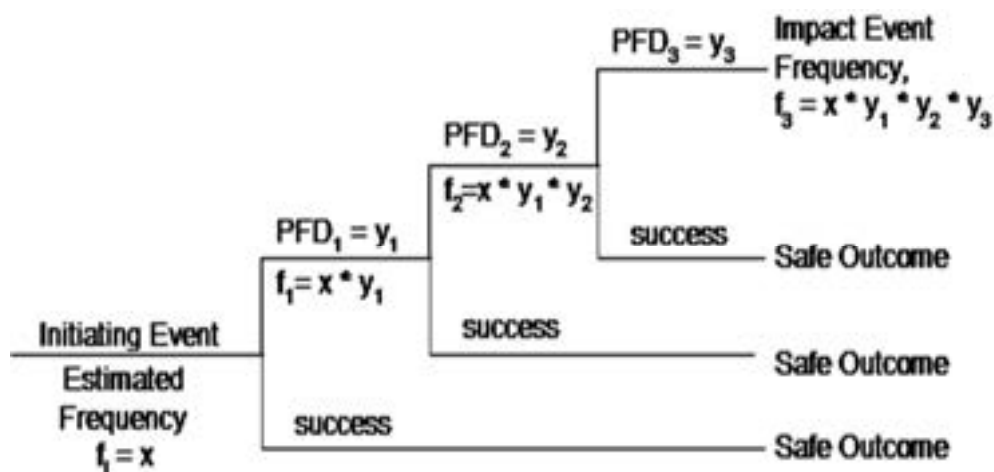 PFD₃ = y₃
Impact Event
Frequency,
f₃ = x * y₁ * y₂ * y₃
PFD₂ = y₂
f₂=x * y₁ * y₂
success
Safe Outcome
PFD₁ = y₁
f₁= x * y₁
success
Safe Outcome
Initiating Event
Estimated
Frequency
fᵢ = x
success
Safe Outcome